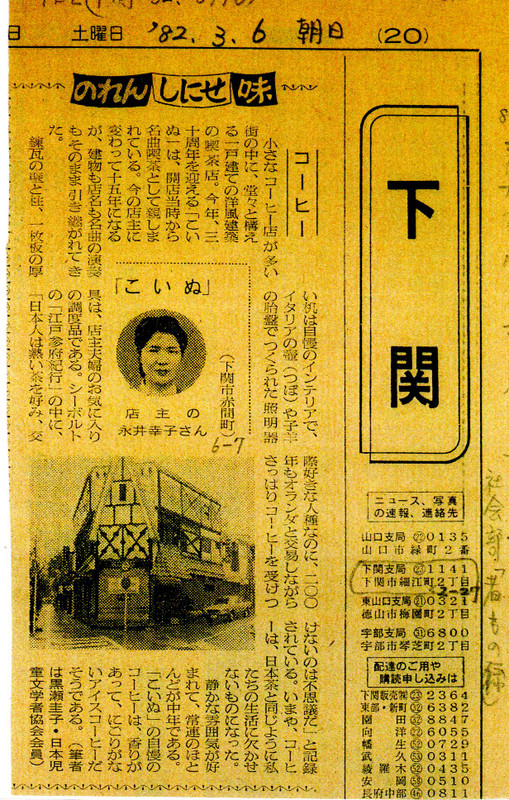 日 土曜日 '82. 3. 6 朝日 (20)
のれん しにせ 味
コーヒー
小さなコーヒー店が多い
街の中に、堂々と構え
る一戸建ての洋風建築
の喫茶店。今年、三
十周年を迎える「こい
ぬ」は、開店当時から
名曲喫茶として親しま
れている。今の店主に
変わって十五年になる
が、建物も店名も名曲の演奏
もそのまま引き継がれてき
た。
煉瓦の壁と柱、一枚板の厚
い机は自慢のインテリアで、
イタリアの壺(つぼ)や子羊
の胎盤でつくられた照明器
「こいぬ」
(下関市赤間町)
6-7
店主の
永井幸子さん
具は、店主夫婦のお気に入り
の調度品である。シーボルト
の「江戸参府紀行」の中に、
「日本人は熱い茶を好み、交
際好きな人種なのに、二〇〇
年もオランダと交易しながら
さっぱりコーヒーを受けつ
けないのは不思議だ」と記録
されている。いまや、コーヒ
ーは、日本茶と同じように私
たちの生活に欠かせ
ないものになった。
静かな雰囲気が好
まれて、常連のほと
んどが中年である。
「こいぬ」の自慢の
コーヒーは、香りが
あって、にごりがな
いアイスコーヒーだ
そうである。(筆者
は黒瀬圭子・日本児
童文学者協会会員)
下関
ニュース、写真
の速報、連絡先
山口支局 ㉒0135
山口市緑町2番
下関支局 ㉓1141
下関市細江町2丁目
2-27
東山口支局 ㉑0321
徳山市梅園町2丁目
宇部支局 ㉛6800
宇部市琴芝町2丁目
配達のご用や
購読申し込みは
下関販売㈱ ㉓2364
東部・新町 ㉜6382
園田 ㉜8847
向洋 ㉒6055
幡生 ㊾0729
武久 ㊾0311
綾羅木 ㊾0435
安岡 0510
長府中部 ㊺0811
社会部